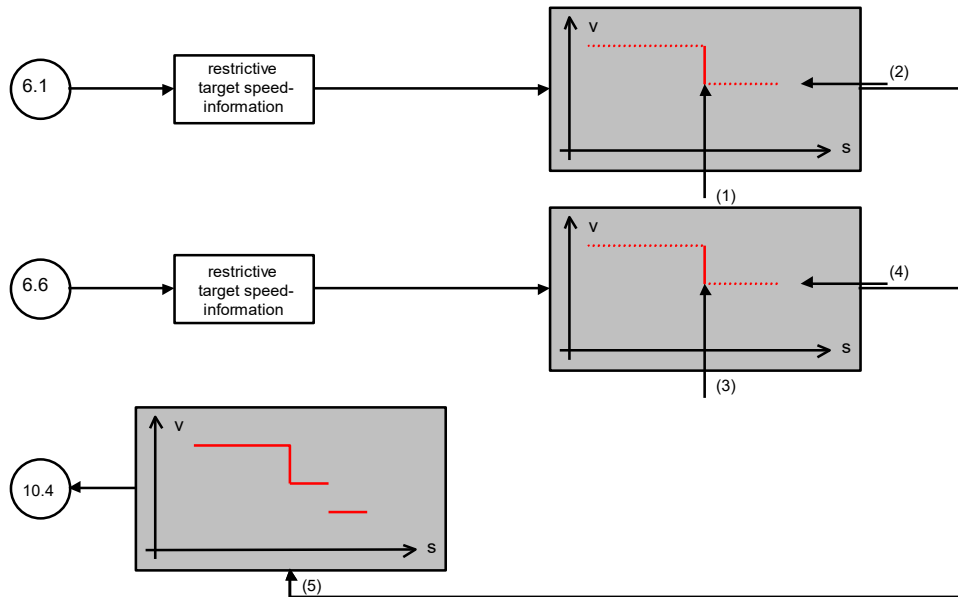 v
(2)
6.1
restrictive
target speed-
information
s
(1)
v
(4)
6.6
restrictive
target speed-
information
s
(3)
v
10.4
s
(5)